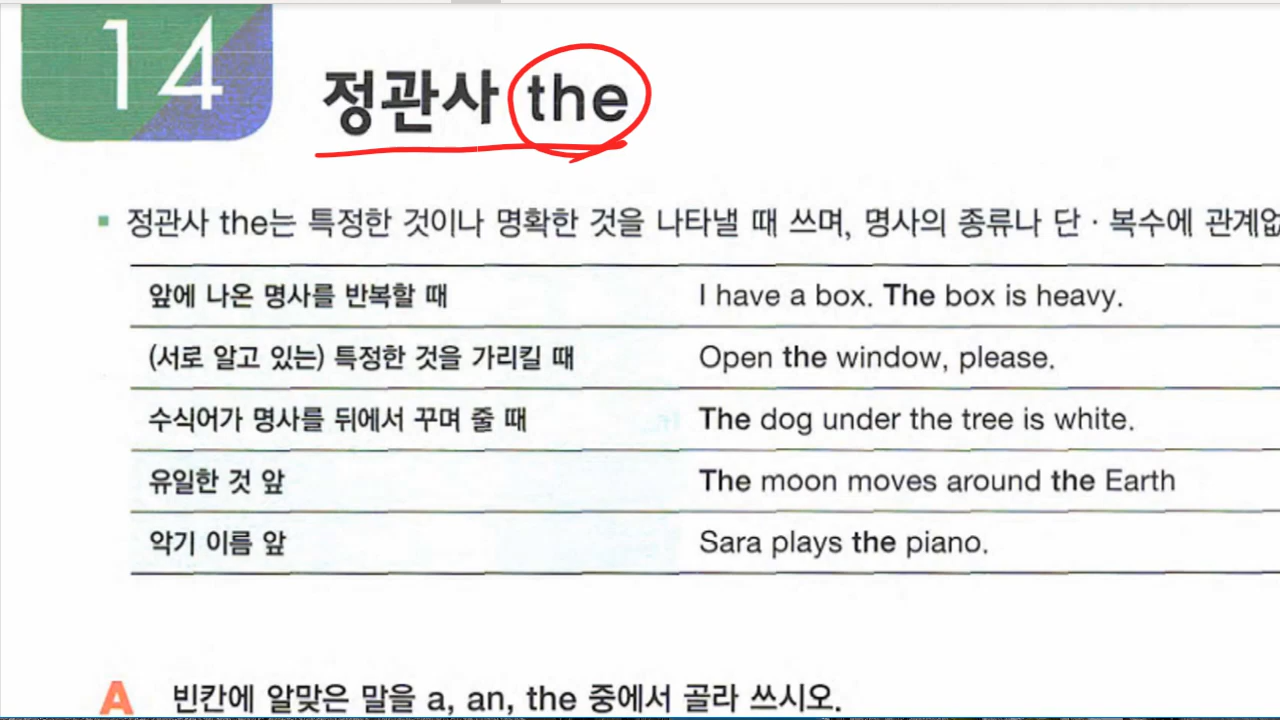 14
정관사 the
정관사 the는 특정한 것이나 명확한 것을 나타낼 때 쓰며, 명사의 종류나 단 · 복수에
앞에 나온 명사를 반복할 때 I have a box. The box is heavy.
(서로 알고 있는) 특정한 것을 가리킬 때 Open the window, please.
수식어가 명사를 뒤에서 꾸며 줄 때 The dog under the tree is white.
유일한 것 앞 The moon moves around the Earth
악기 이름 앞 Sara plays the piano.
A 빈칸에 알맞은 말을 a, an, the 중에서 골라 쓰시오.